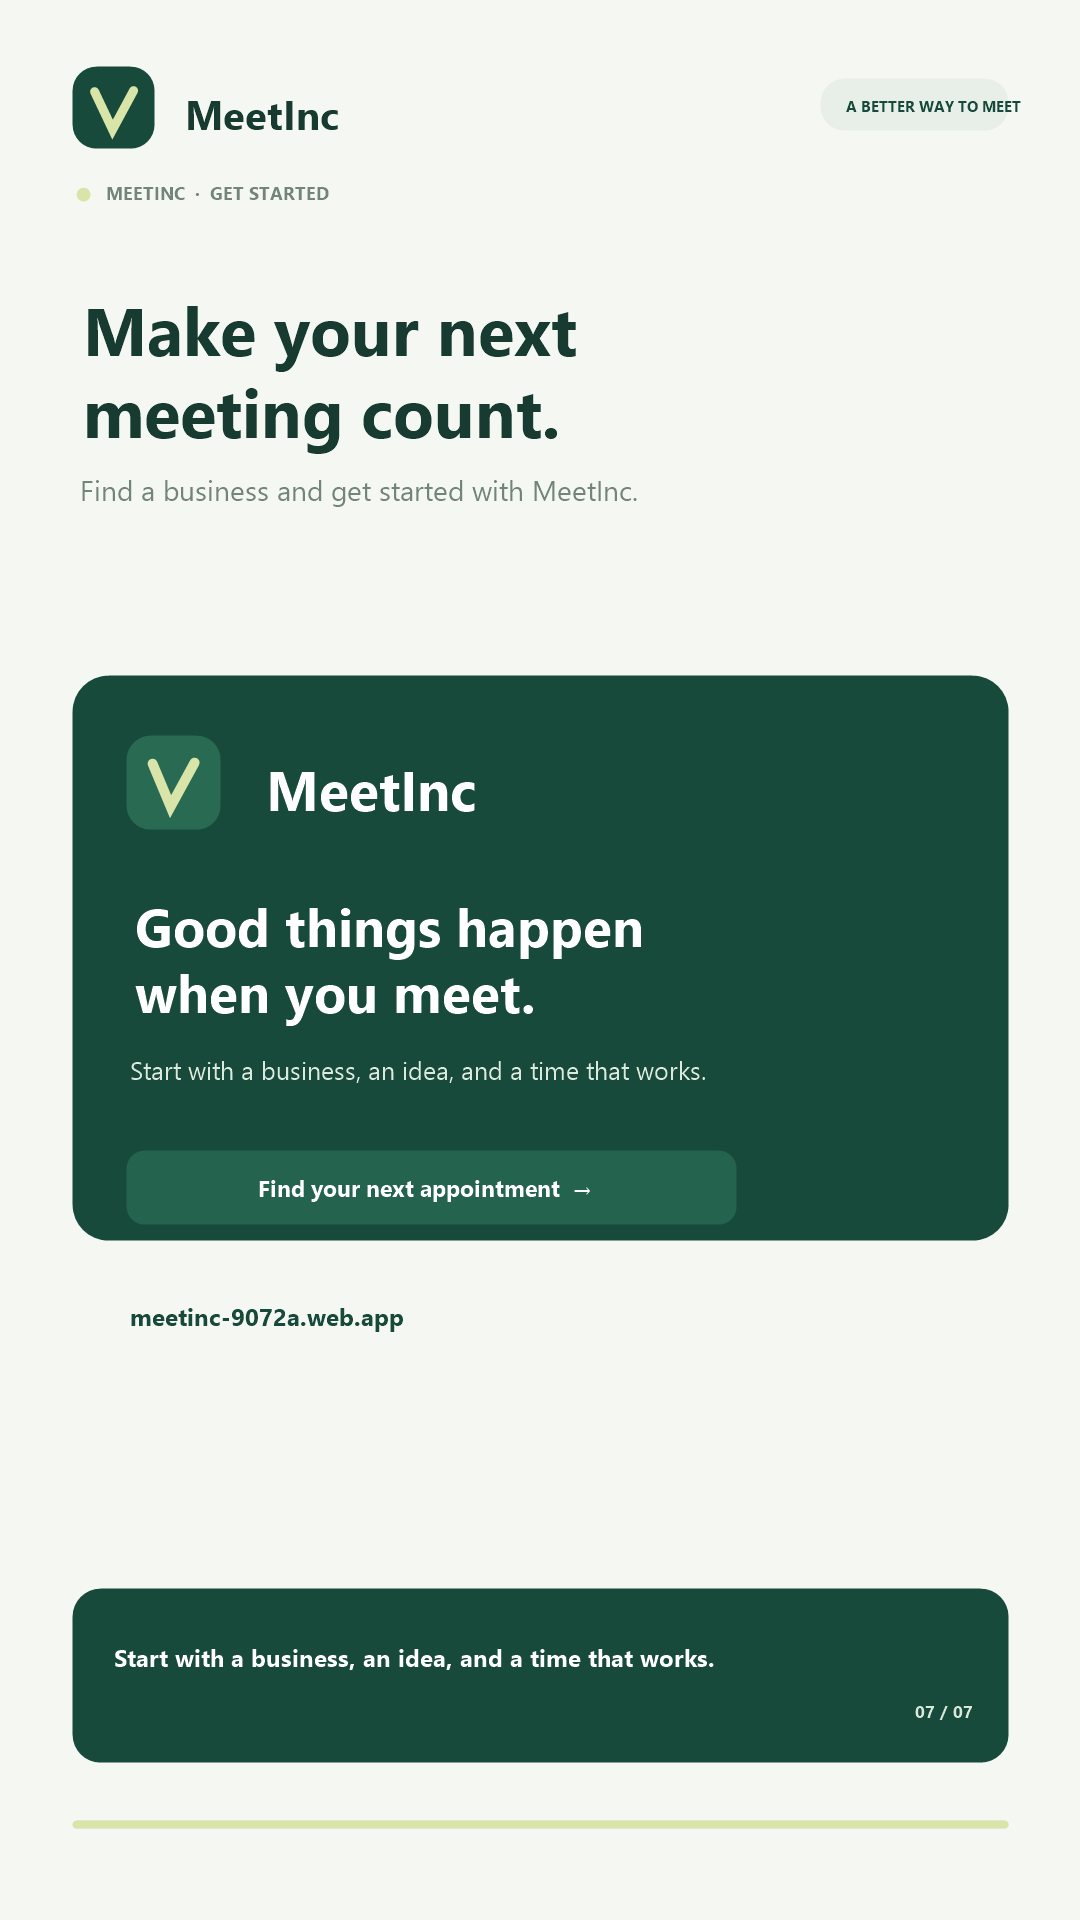 MeetInc
A BETTER WAY TO MEET
MEETINC · GET STARTED
Make your next
meeting count.
Find a business and get started with MeetInc.
MeetInc
Good things happen
when you meet.
Start with a business, an idea, and a time that works.
Find your next appointment →
meetinc-9072a.web.app
Start with a business, an idea, and a time that works.
07 / 07